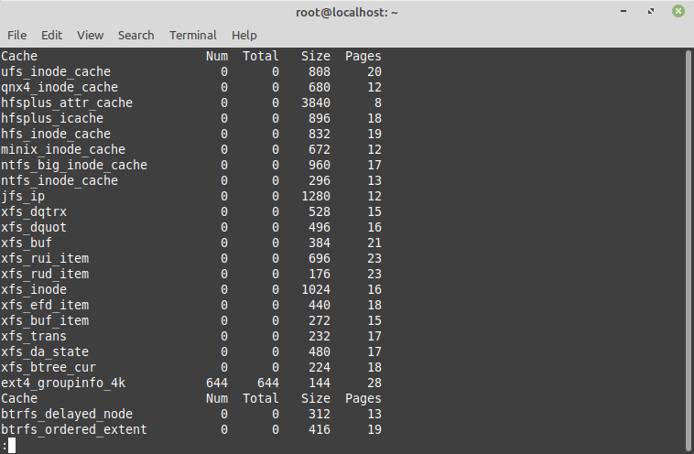 root@localhost: ~
File Edit View Search Terminal Help
Cache Num Total Size Pages
ufs_inode_cache 0 0 808 20
qnx4_inode_cache 0 0 680 12
hfsplus_attr_cache 0 0 3840 8
hfsplus_icache 0 0 896 18
hfs_inode_cache 0 0 832 19
minix_inode_cache 0 0 672 12
ntfs_big_inode_cache 0 0 960 17
ntfs_inode_cache 0 0 296 13
jfs_ip 0 0 1280 12
xfs_dqtrx 0 0 528 15
xfs_dquot 0 0 496 16
xfs_buf 0 0 384 21
xfs_rui_item 0 0 696 23
xfs_rud_item 0 0 176 23
xfs_inode 0 0 1024 16
xfs_efd_item 0 0 440 18
xfs_buf_item 0 0 272 15
xfs_trans 0 0 232 17
xfs_da_state 0 0 480 17
xfs_btree_cur 0 0 224 18
ext4_groupinfo_4k 644 644 144 28
Cache Num Total Size Pages
btrfs_delayed_node 0 0 312 13
btrfs_ordered_extent 0 0 416 19
: